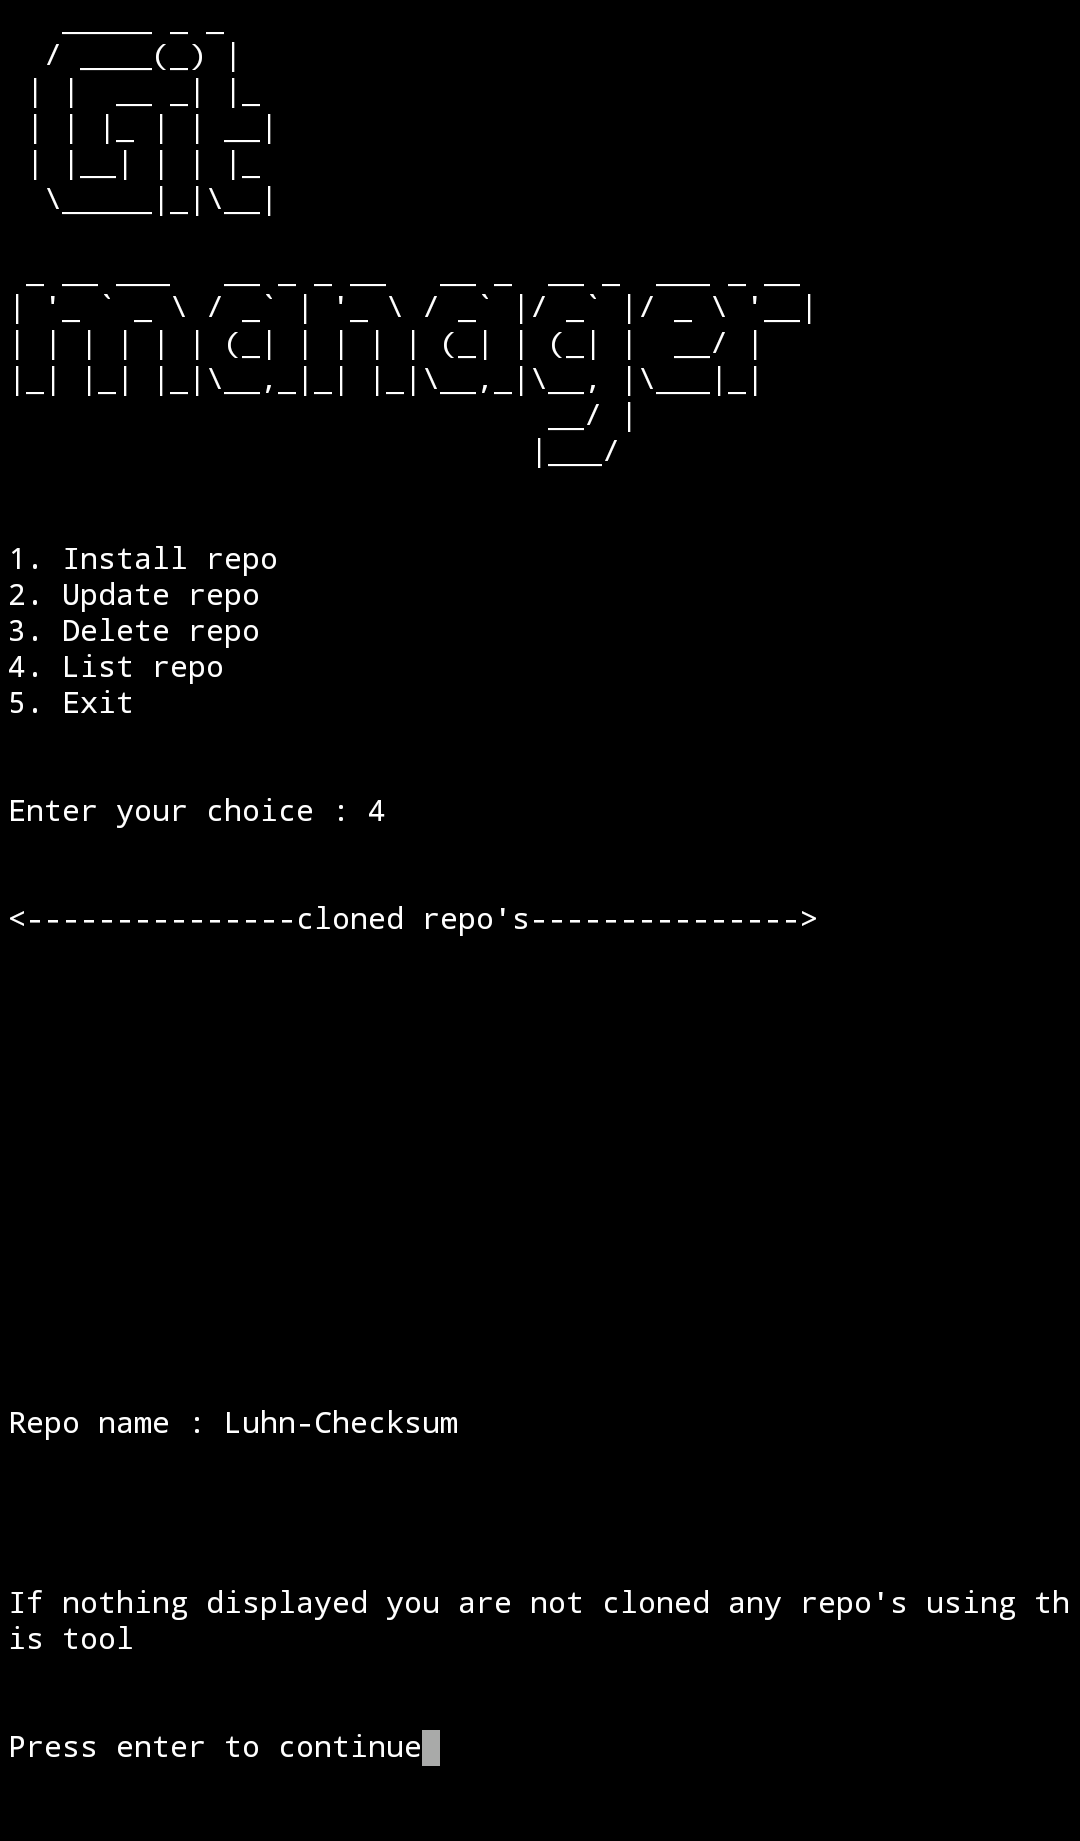 Git
manager
1. Install repo
2. Update repo
3. Delete repo
4. List repo
5. Exit
Enter your choice : 4
<---------------cloned repo's--------------->
Repo name : Luhn-Checksum
If nothing displayed you are not cloned any repo's using th
is tool
Press enter to continue